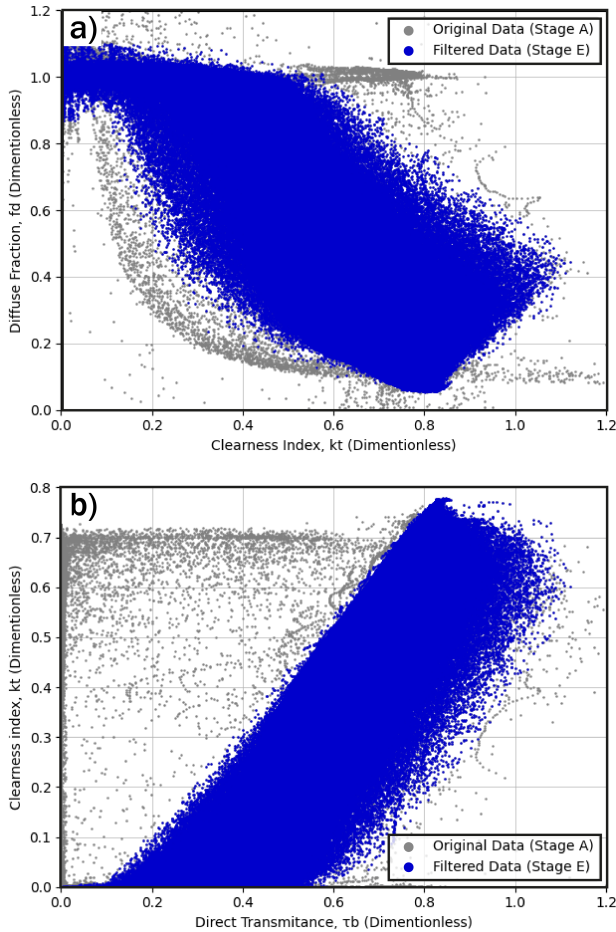 a)
Original Data (Stage A)
Filtered Data (Stage E)
Diffuse Fraction, fd (Dimentionless)
1.2
1.0
0.8
0.6
0.4
0.2
0.0
0.0 0.2 0.4 0.6 0.8 1.0 1.2
Clearness Index, kt (Dimentionless)
b)
Clearness index, kt (Dimentionless)
0.8
0.7
0.6
0.5
0.4
0.3
0.2
0.1
0.0
Original Data (Stage A)
Filtered Data (Stage E)
0.0 0.2 0.4 0.6 0.8 1.0 1.2
Direct Transmitance, τb (Dimentionless)